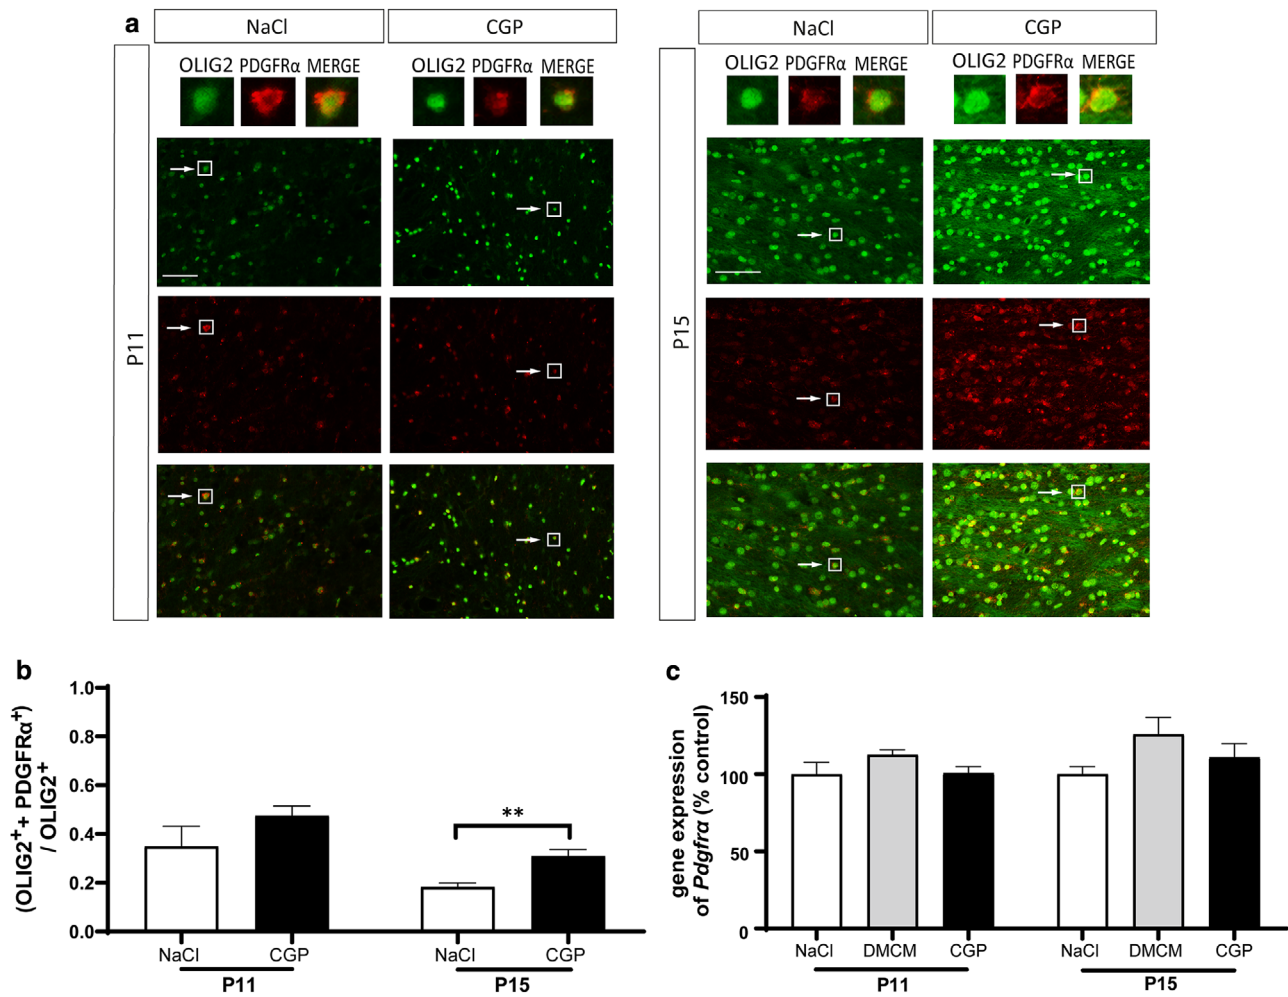 a
NaCl CGP
OLIG2 PDGFRα MERGE OLIG2 PDGFRα MERGE
P11
NaCl CGP
OLIG2 PDGFRα MERGE OLIG2 PDGFRα MERGE
P15
b
(OLIG2⁺ + PDGFRα⁺)
/ OLIG2⁺
1.0
0.8
0.6
0.4
0.2
0.0
**
NaCl CGP NaCl CGP
P11 P15
c
gene expression
of Pdgfrα (% control)
150
100
50
0
NaCl DMCM CGP NaCl DMCM CGP
P11 P15